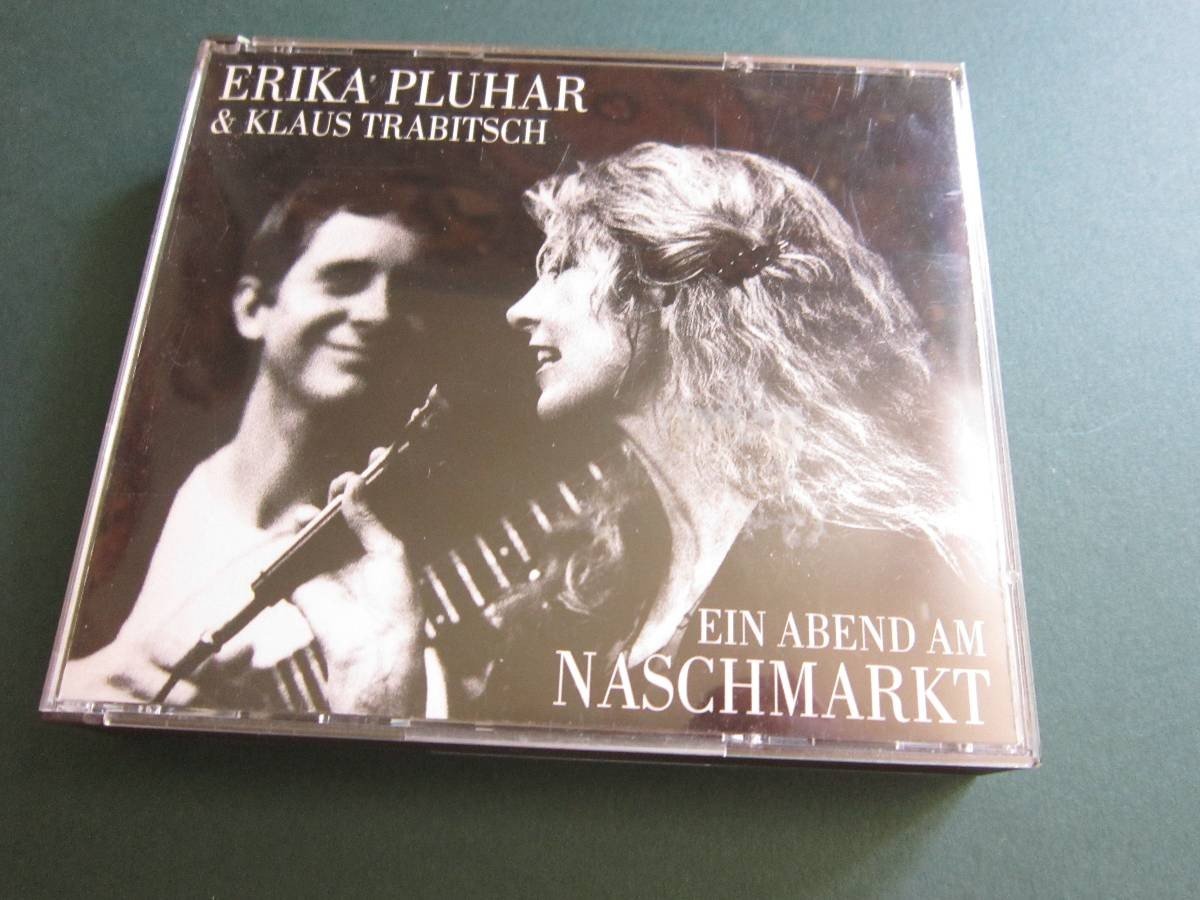 ERIKA PLUHAR
& KLAUS TRABITSCH
EIN ABEND AM
NASCHMARKT